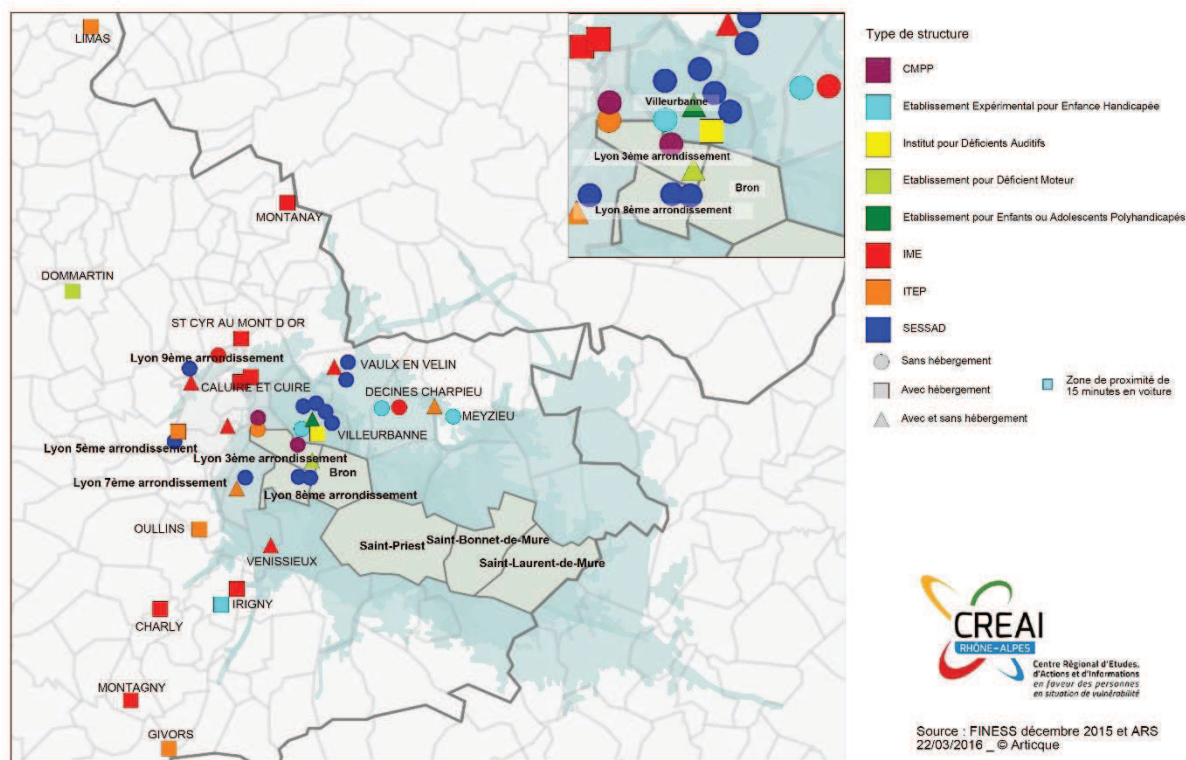 LIMAS
MONTANAY
DOMMARTIN
ST CYR AU MONT D OR
Lyon 9ème arrondissement
VAULX EN VELIN
CALUIRE ET CUIRE
DECINES CHARPIEU
MEYZIEU
VILLEURBANNE
Lyon 5ème arrondissement
Lyon 3ème arrondissement
Bron
Lyon 7ème arrondissement
Lyon 8ème arrondissement
OULLINS
Saint-Priest
Saint-Bonnet-de-Mure
Saint-Laurent-de-Mure
VENISSIEUX
IRIGNY
CHARLY
MONTAGNY
GIVORS
Villeurbanne
Lyon 3ème arrondissement
Bron
Lyon 8ème arrondissement
Type de structure
CMPP
Etablissement Expérimental pour Enfance Handicapée
Institut pour Déficients Auditifs
Etablissement pour Déficient Moteur
Etablissement pour Enfants ou Adolescents Polyhandicapés
IME
ITEP
SESSAD
Sans hébergement
Avec hébergement
Avec et sans hébergement
Zone de proximité de
15 minutes en voiture
CREAI
RHÔNE-ALPES
Centre Régional d'Etudes,
d'Actions et d'Informations
en faveur des personnes
en situation de vulnérabilité
Source : FINESS décembre 2015 et ARS
22/03/2016 _ © Articque